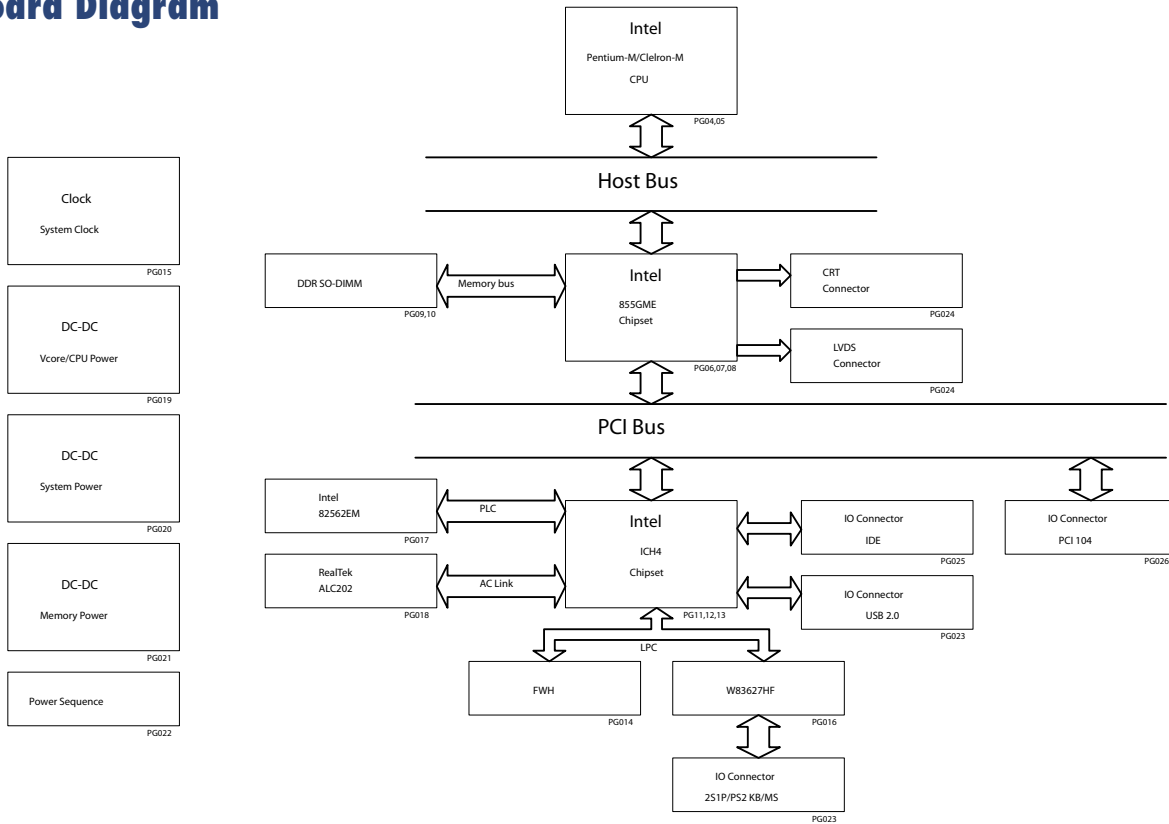 Board Diagram
Intel
Pentium-M/Clelron-M
CPU
PG04,05
Host Bus
Clock
System Clock
PG015
DC-DC
Vcore/CPU Power
PG019
DC-DC
System Power
PG020
DC-DC
Memory Power
PG021
Power Sequence
PG022
DDR SO-DIMM
PG09,10
Memory bus
Intel
855GME
Chipset
PG06,07,08
CRT
Connector
PG024
LVDS
Connector
PG024
PCI Bus
Intel
82562EM
PG017
PLC
RealTek
ALC202
PG018
AC Link
Intel
ICH4
Chipset
PG11,12,13
IO Connector
IDE
PG025
IO Connector
USB 2.0
PG023
IO Connector
PCI 104
PG026
LPC
FWH
PG014
W83627HF
PG016
IO Connector
2S1P/PS2 KB/MS
PG023